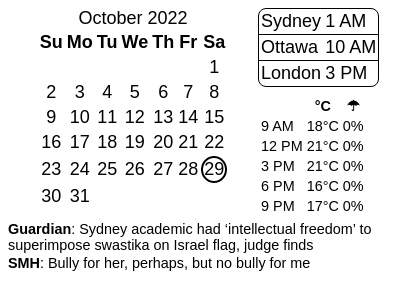 October 2022
Su Mo Tu We Th Fr Sa
1
2 3 4 5 6 7 8
9 10 11 12 13 14 15
16 17 18 19 20 21 22
23 24 25 26 27 28 29
30 31
Sydney 1 AM
Ottawa 10 AM
London 3 PM
°C ☂
9 AM 18°C 0%
12 PM 21°C 0%
3 PM 21°C 0%
6 PM 16°C 0%
9 PM 17°C 0%
Guardian: Sydney academic had ‘intellectual freedom’ to
superimpose swastika on Israel flag, judge finds
SMH: Bully for her, perhaps, but no bully for me